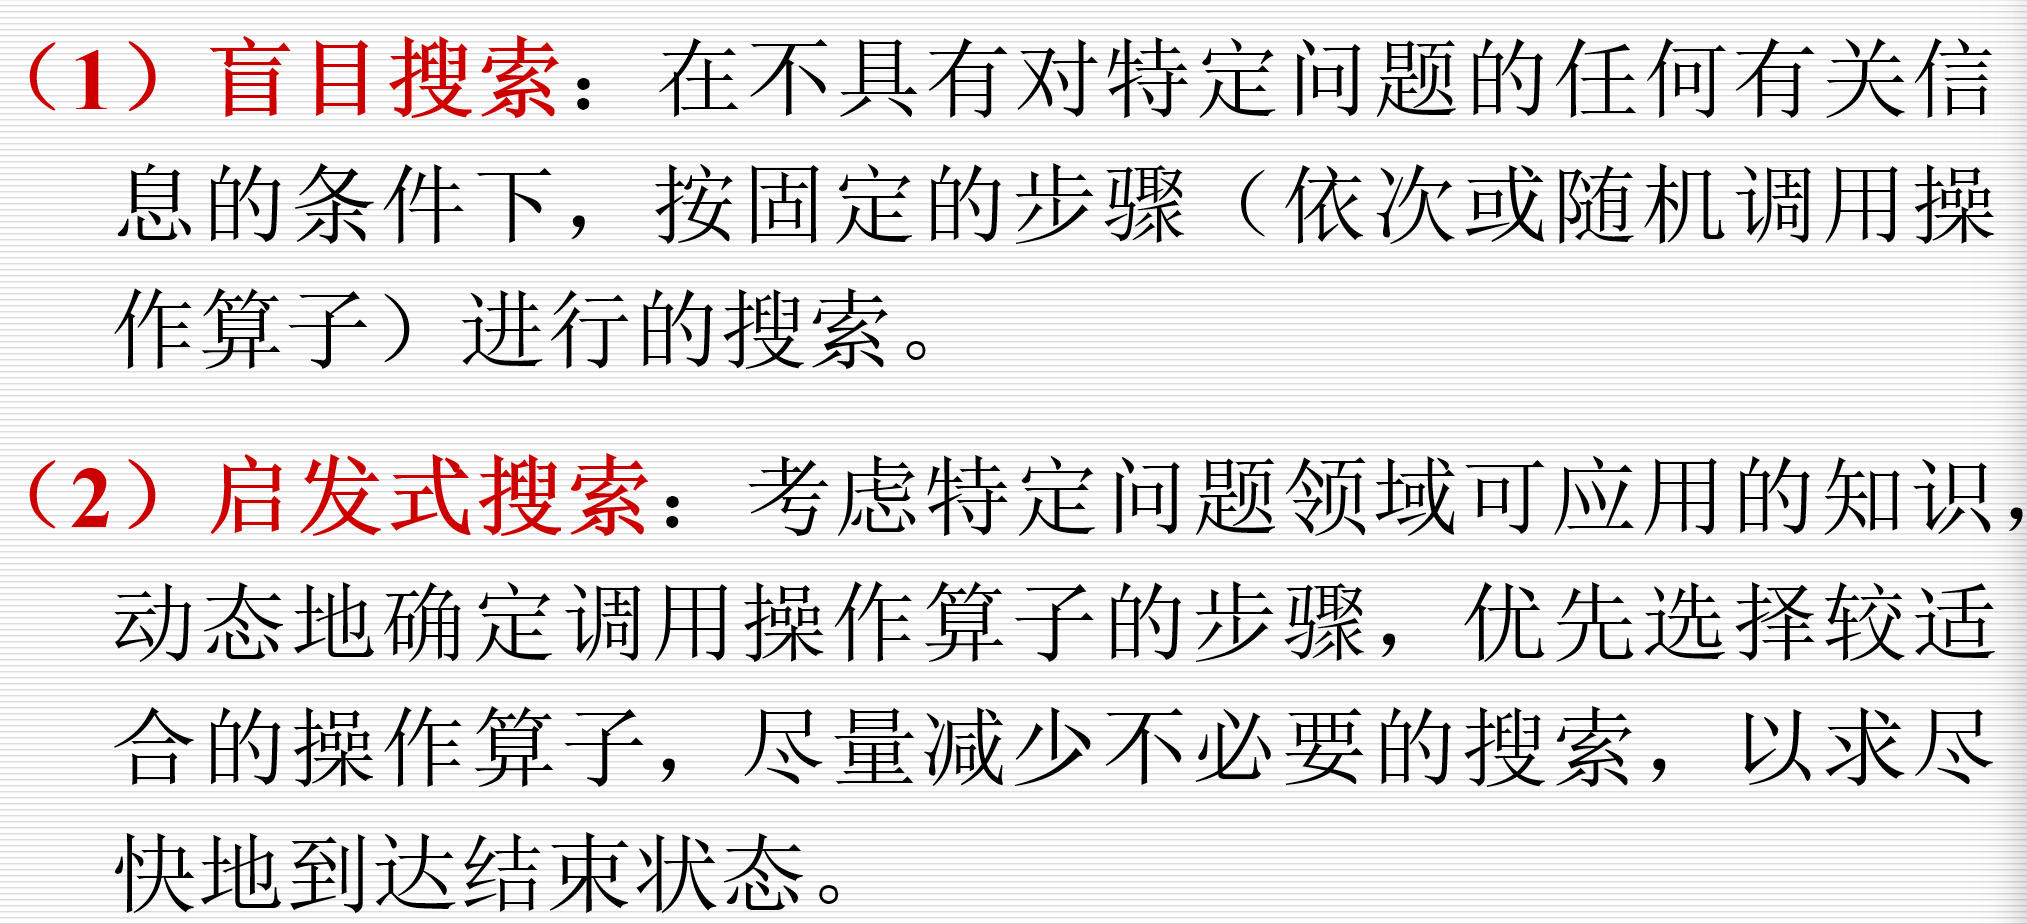 （1）盲目搜索：在不具有对特定问题的任何有关信
息的条件下，按固定的步骤（依次或随机调用操
作算子）进行的搜索。
（2）启发式搜索：考虑特定问题领域可应用的知识，
动态地确定调用操作算子的步骤，优先选择较适
合的操作算子，尽量减少不必要的搜索，以求尽
快地到达结束状态。